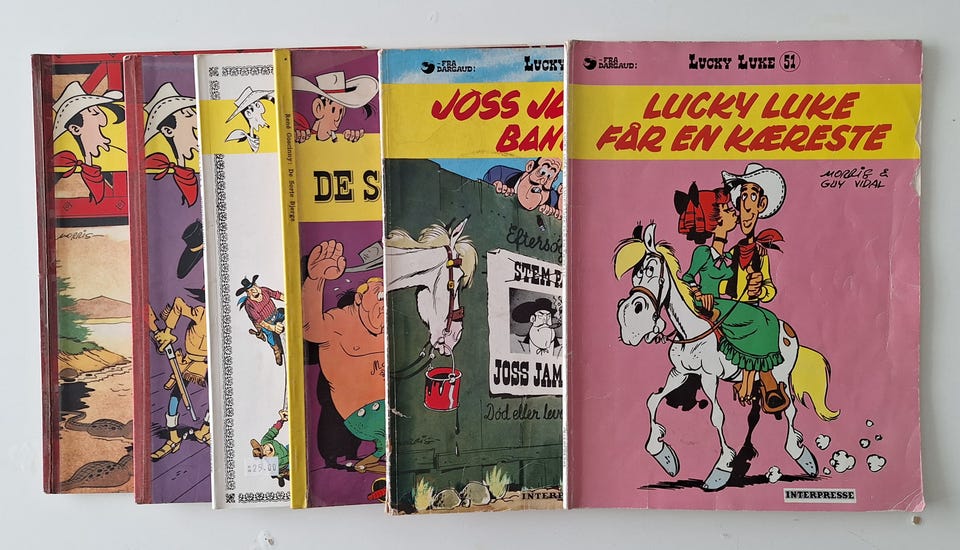 MORRIS
29.00
René Goscinny: De Sorte Bjerge
DE S
FRA
DARGAUD:
LUCKY
JOSS JA
BAN
Eftersø
STEM P
JOSS JAM
Død eller lev
MORRIS
INTERP
FRA
DARGAUD:
LUCKY LUKE 51
LUCKY LUKE
FÅR EN KÆRESTE
MORRIS &
GUY VIDAL
INTERPRESSE